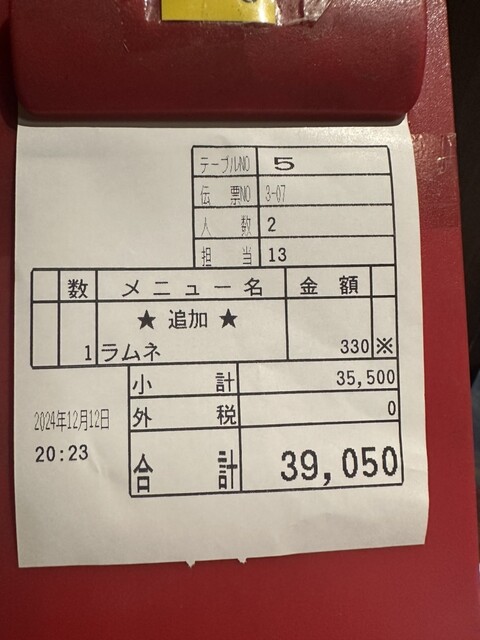 テーブルNO 5
伝票NO 3-07
人数 2
担当 13
数 メニュー名 金額
★ 追加 ★
1 ラムネ 330 ※
小計 35,500
外税 0
合計 39,050
2024年12月12日
20:23